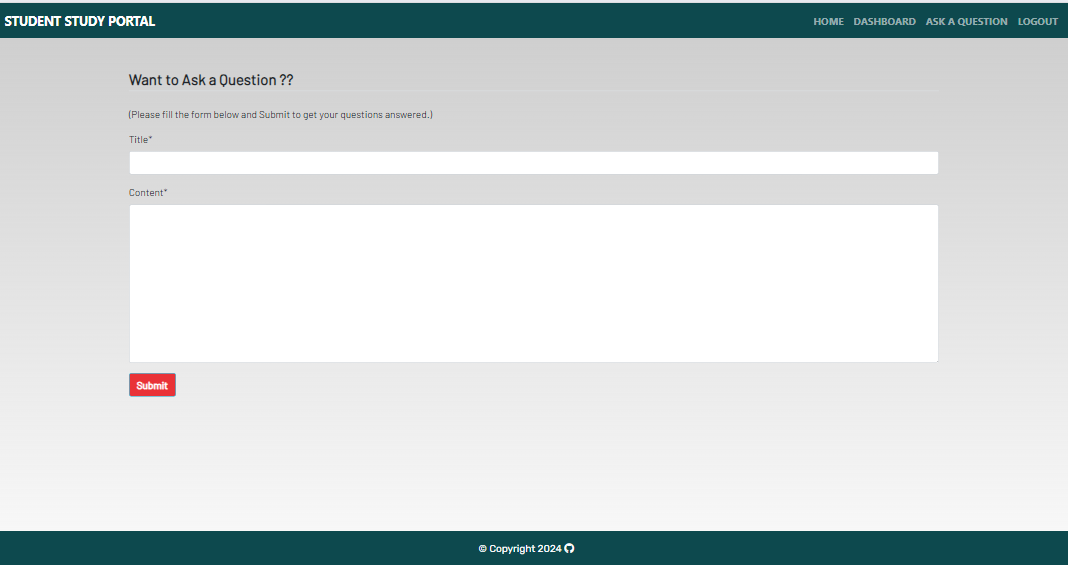 STUDENT STUDY PORTAL
HOME DASHBOARD ASK A QUESTION LOGOUT
Want to Ask a Question ??
(Please fill the form below and Submit to get your questions answered.)
Title*
Content*
Submit
© Copyright 2024